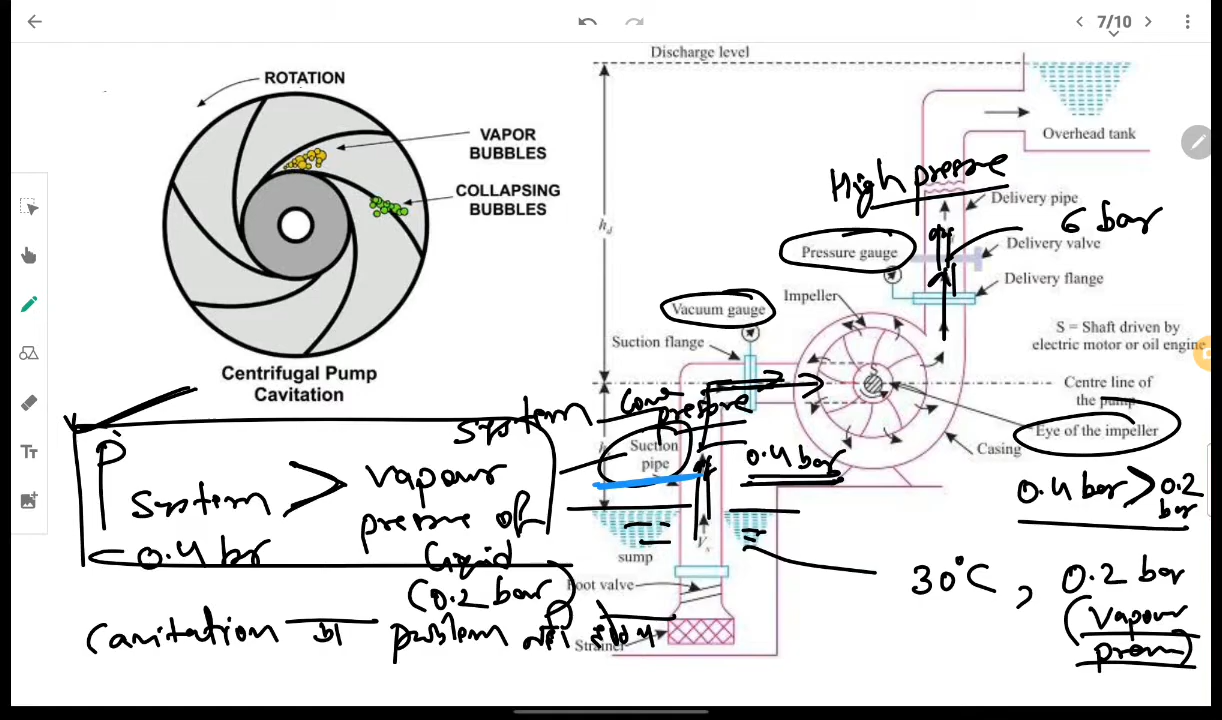 7/10
Discharge level
ROTATION
VAPOR
BUBBLES
COLLAPSING
BUBBLES
Centrifugal Pump
Cavitation
Overhead tank
High pressure
Delivery pipe
6 bar
Delivery valve
Pressure gauge
Delivery flange
Impeller
Vacuum gauge
Suction flange
S = Shaft driven by
electric motor or oil engine
h_d
S
Centre line of
the pump
Eye of the impeller
Casing
system
Low
pressure
Suction
pipe
0.4 bar
0.4 bar > 0.2
bar
P
system > vapour
pressure of
liquid
0.4 bar
(0.2 bar)
V_s
sump
Foot valve
Strainer
30°C, 0.2 bar
(vapour
problem